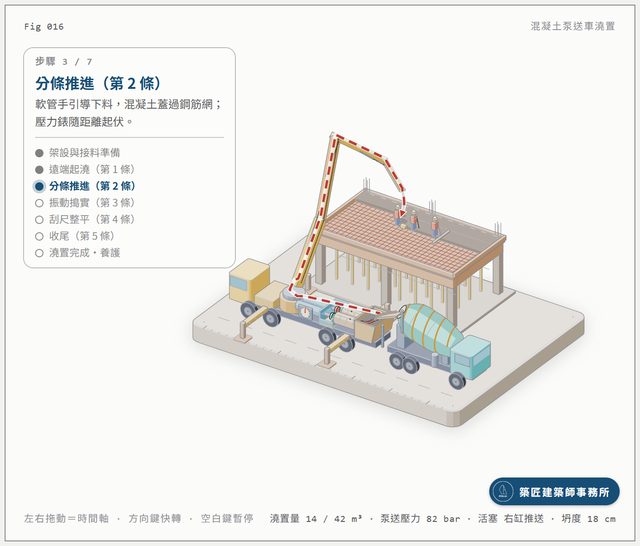 Fig 016
混凝土泵送車澆置
步驟 3 / 7
分條推進（第 2 條）
軟管手引導下料，混凝土蓋過鋼筋網；
壓力錶隨距離起伏。
架設與接料準備
遠端起澆（第 1 條）
分條推進（第 2 條）
振動搗實（第 3 條）
刮尺整平（第 4 條）
收尾（第 5 條）
澆置完成・養護
築匠建築師事務所
左右拖動＝時間軸 · 方向鍵快轉 · 空白鍵暫停
澆置量 14 / 42 m³ · 泵送壓力 82 bar · 活塞 右缸推送 · 坍度 18 cm